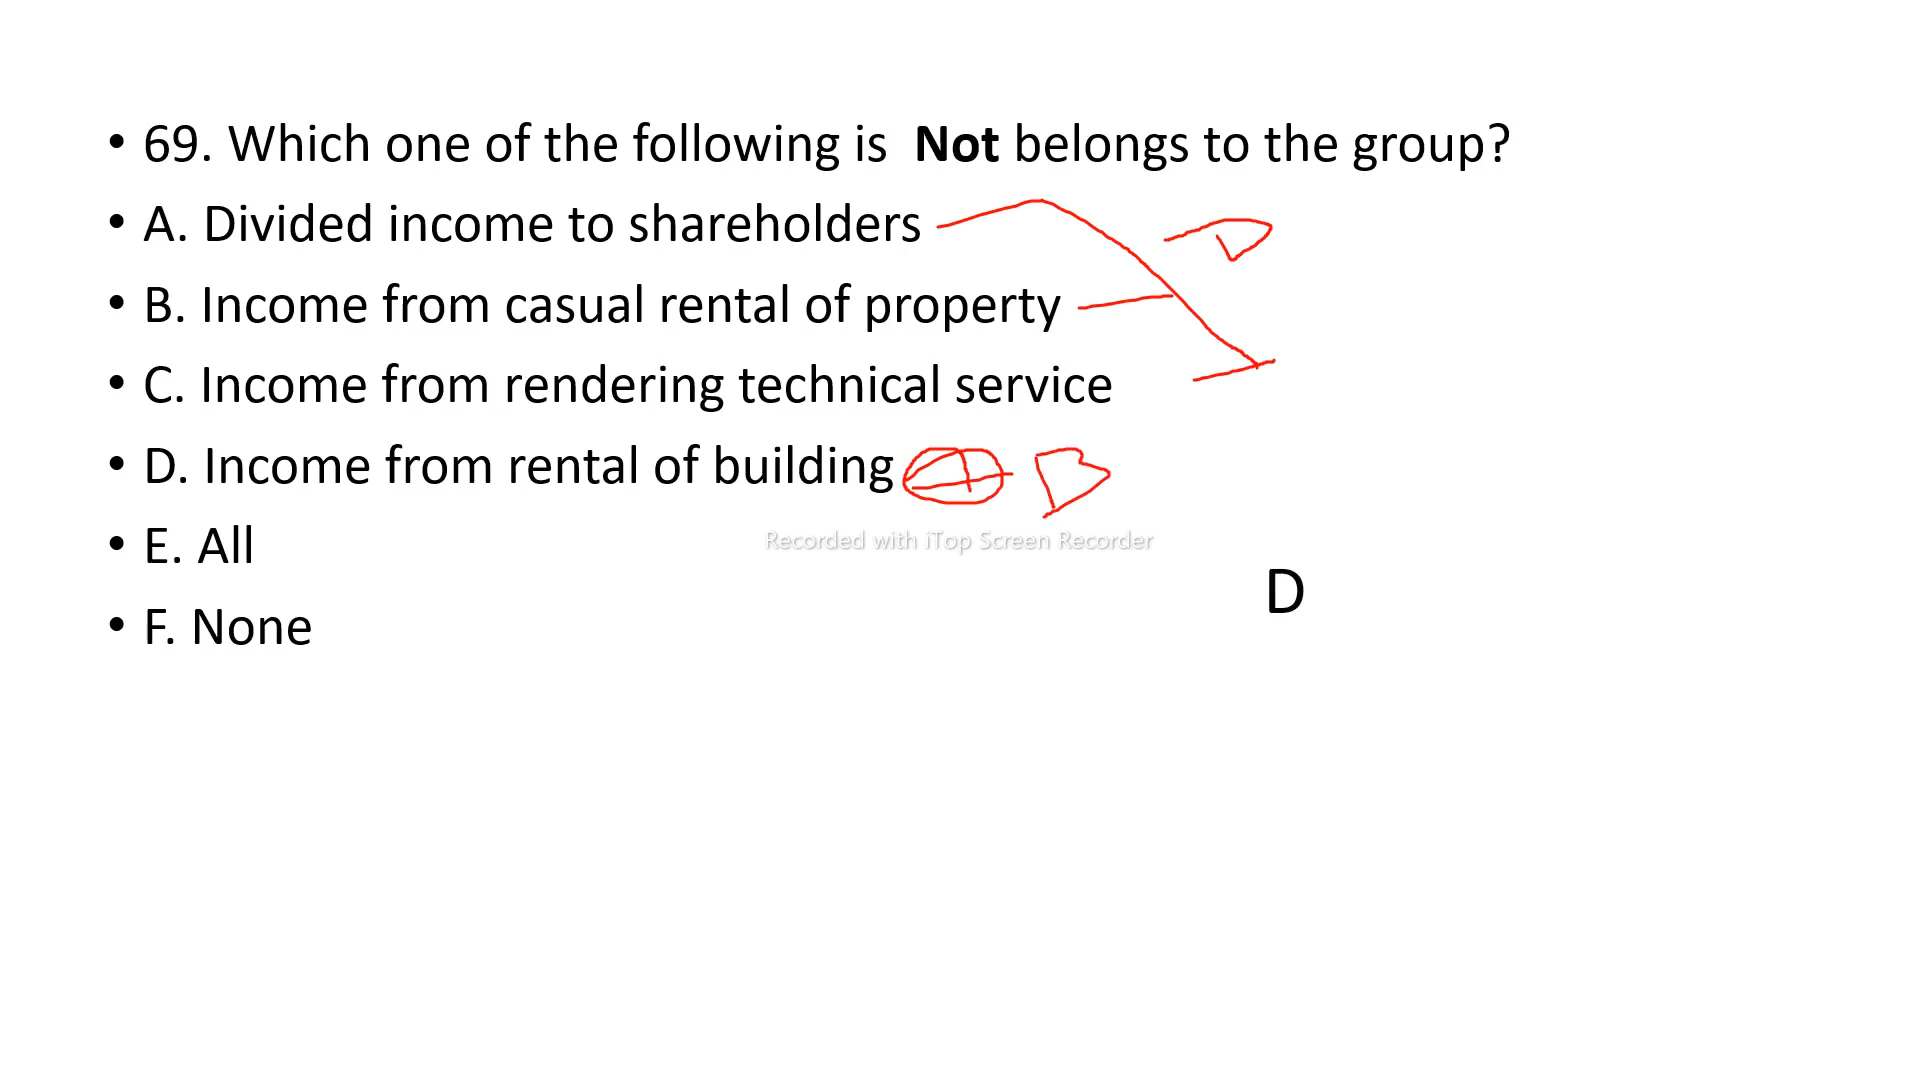 • 69. Which one of the following is Not belongs to the group?
• A. Divided income to shareholders
• B. Income from casual rental of property
• C. Income from rendering technical service
• D. Income from rental of building
B
• E. All
• F. None
Recorded with iTop Screen Recorder
D